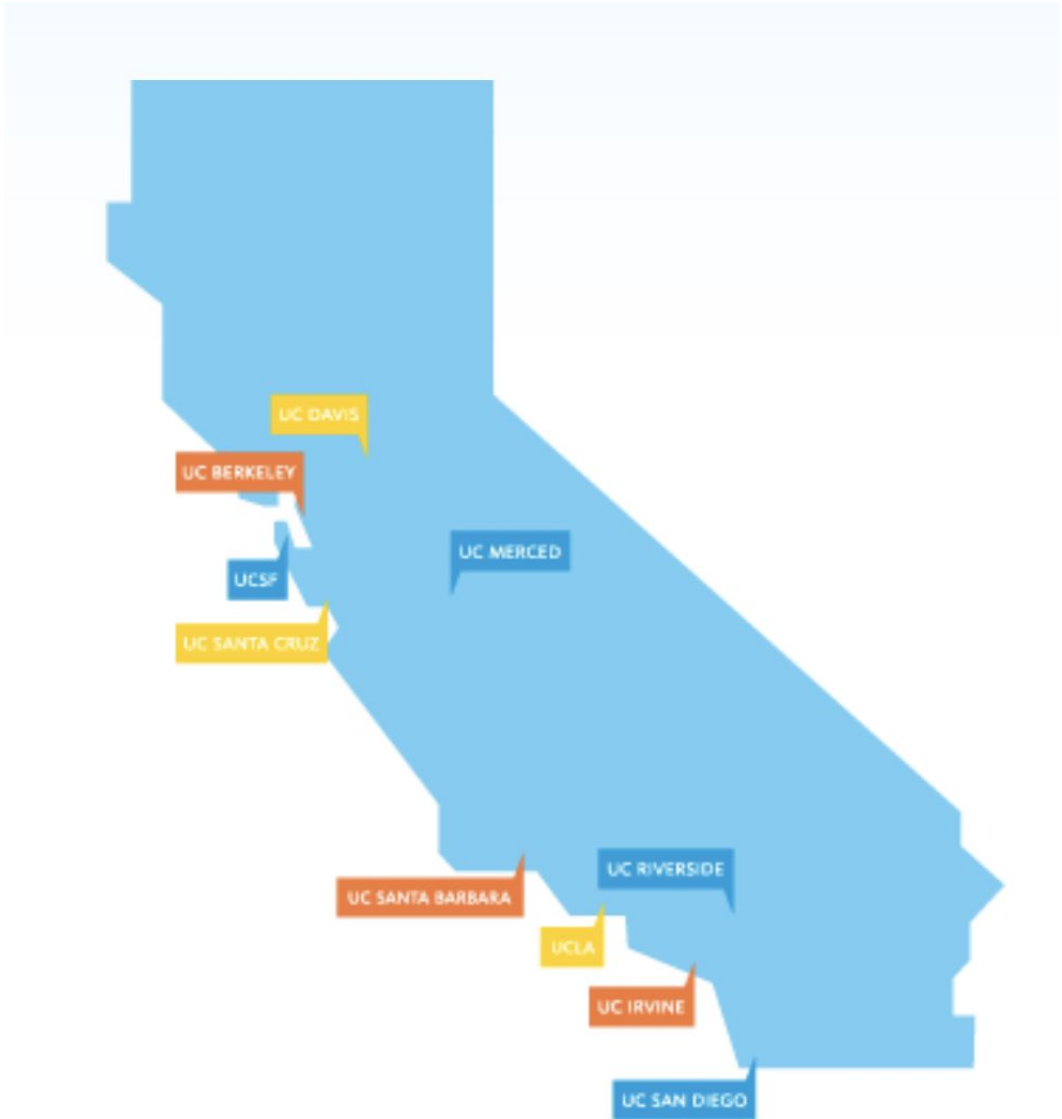 UC DAVIS
UC BERKELEY
UC MERCED
UCSF
UC SANTA CRUZ
UC RIVERSIDE
UC SANTA BARBARA
UCLA
UC IRVINE
UC SAN DIEGO